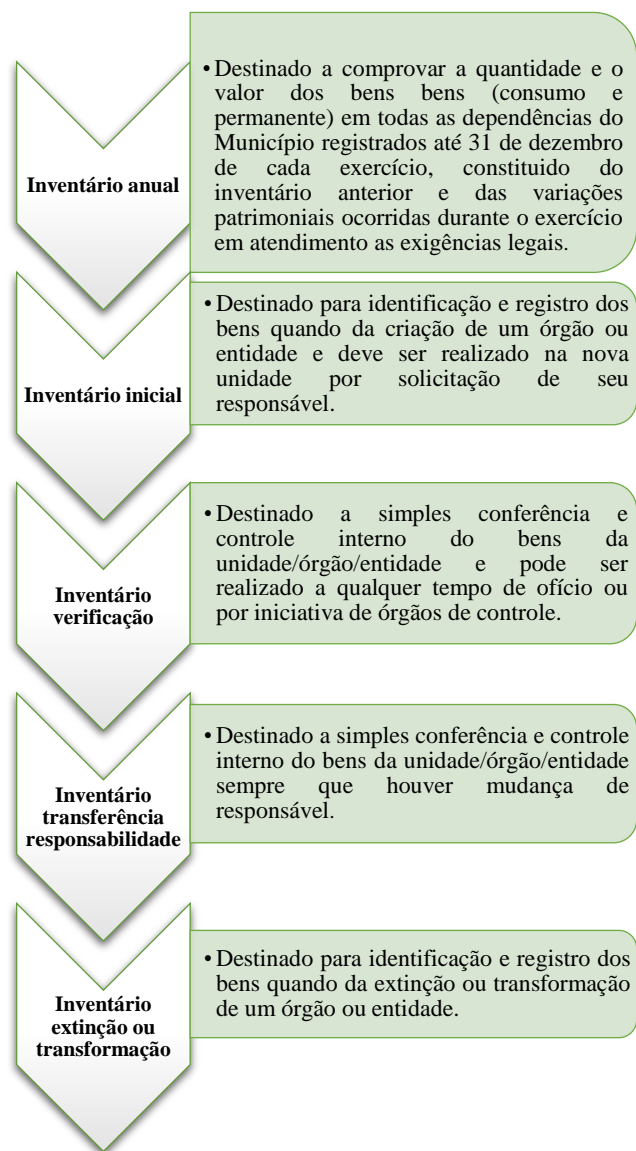 Inventário anual
• Destinado a comprovar a quantidade e o
valor dos bens bens (consumo e
permanente) em todas as dependências do
Município registrados até 31 de dezembro
de cada exercício, constituido do
inventário anterior e das variações
patrimoniais ocorridas durante o exercício
em atendimento as exigências legais.
Inventário inicial
• Destinado para identificação e registro dos
bens quando da criação de um órgão ou
entidade e deve ser realizado na nova
unidade por solicitação de seu
responsável.
Inventário
verificação
• Destinado a simples conferência e
controle interno do bens da
unidade/órgão/entidade e pode ser
realizado a qualquer tempo de ofício ou
por iniciativa de órgãos de controle.
Inventário
transferência
responsabilidade
• Destinado a simples conferência e controle
interno do bens da unidade/órgão/entidade
sempre que houver mudança de
responsável.
Inventário
extinção ou
transformação
• Destinado para identificação e registro dos
bens quando da extinção ou transformação
de um órgão ou entidade.